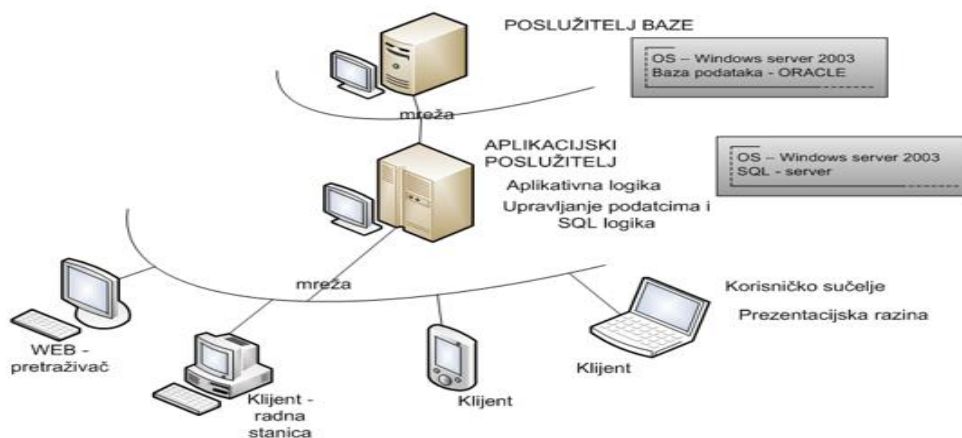 POSLUŽITELJ BAZE
OS – Windows server 2003
Baza podataka - ORACLE
mreža
APLIKACIJSKI
POSLUŽITELJ
Aplikativna logika
Upravljanje podatcima i
SQL logika
OS – Windows server 2003
SQL - server
mreža
Korisničko sučelje
Prezentacijska razina
WEB -
pretraživač
Klijent -
radna
stanica
Klijent
Klijent